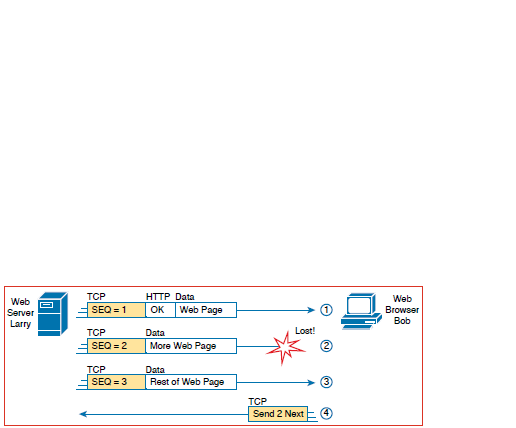 TCP HTTP Data
Web Server Larry
SEQ = 1 OK Web Page
1
Web Browser Bob
TCP Data
Lost!
SEQ = 2 More Web Page
2
TCP Data
SEQ = 3 Rest of Web Page
3
TCP
Send 2 Next
4